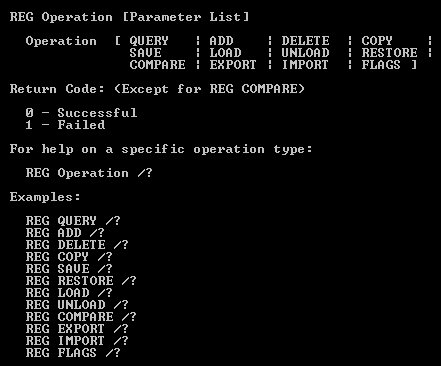 REG Operation [Parameter List]
Operation [ QUERY ¦ ADD ¦ DELETE ¦ COPY ¦
SAVE ¦ LOAD ¦ UNLOAD ¦ RESTORE ¦
COMPARE ¦ EXPORT ¦ IMPORT ¦ FLAGS ]
Return Code: (Except for REG COMPARE)
0 - Successful
1 - Failed
For help on a specific operation type:
REG Operation /?
Examples:
REG QUERY /?
REG ADD /?
REG DELETE /?
REG COPY /?
REG SAVE /?
REG RESTORE /?
REG LOAD /?
REG UNLOAD /?
REG COMPARE /?
REG EXPORT /?
REG IMPORT /?
REG FLAGS /?